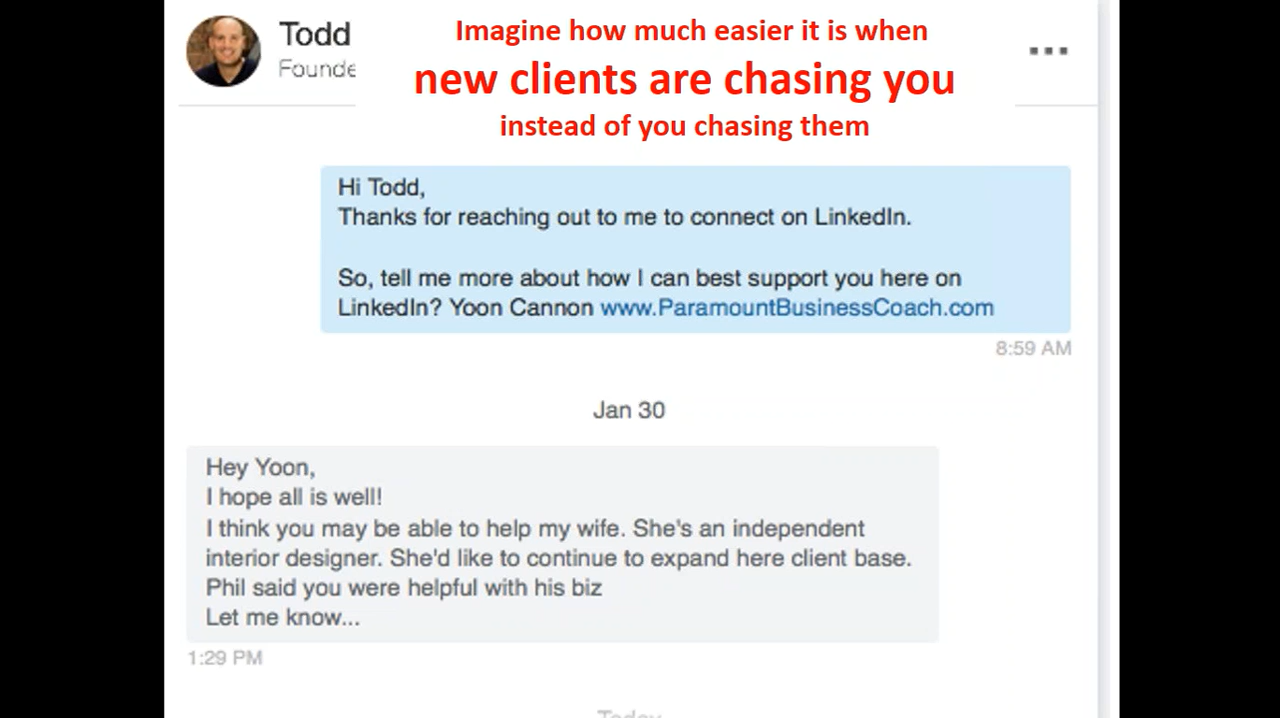 Todd
Founde
Imagine how much easier it is when
new clients are chasing you
instead of you chasing them
Hi Todd,
Thanks for reaching out to me to connect on LinkedIn.
So, tell me more about how I can best support you here on
LinkedIn? Yoon Cannon www.ParamountBusinessCoach.com
8:59 AM
Jan 30
Hey Yoon,
I hope all is well!
I think you may be able to help my wife. She's an independent
interior designer. She'd like to continue to expand here client base.
Phil said you were helpful with his biz
Let me know...
1:29 PM
Today